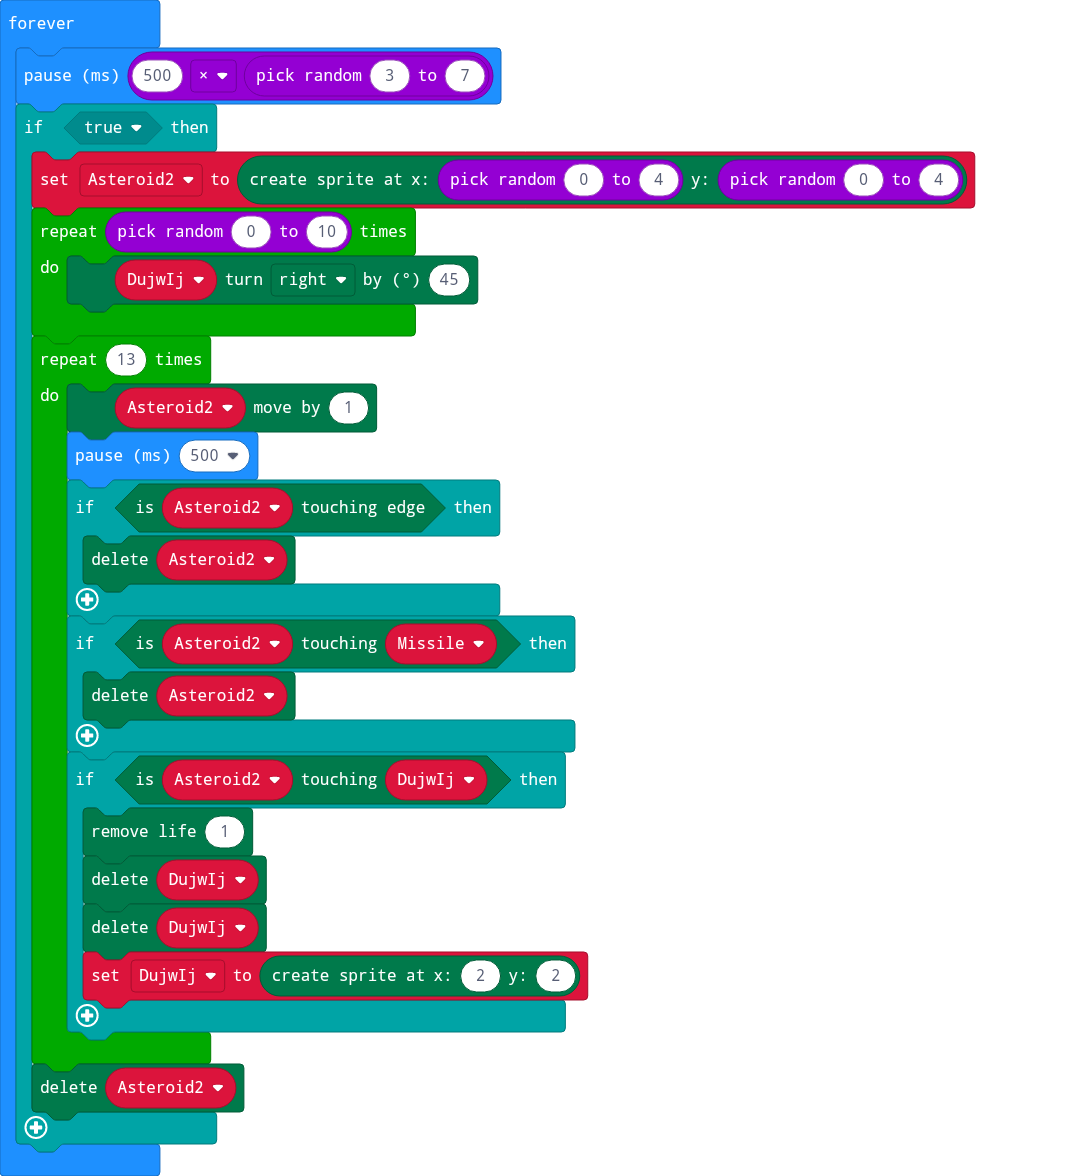 forever
pause (ms) 500 × pick random 3 to 7
if true then
set Asteroid2 to create sprite at x: pick random 0 to 4 y: pick random 0 to 4
repeat pick random 0 to 10 times
do DujwIj turn right by (°) 45
repeat 13 times
do Asteroid2 move by 1
pause (ms) 500
if is Asteroid2 touching edge then
delete Asteroid2
if is Asteroid2 touching Missile then
delete Asteroid2
if is Asteroid2 touching DujwIj then
remove life 1
delete DujwIj
delete DujwIj
set DujwIj to create sprite at x: 2 y: 2
delete Asteroid2